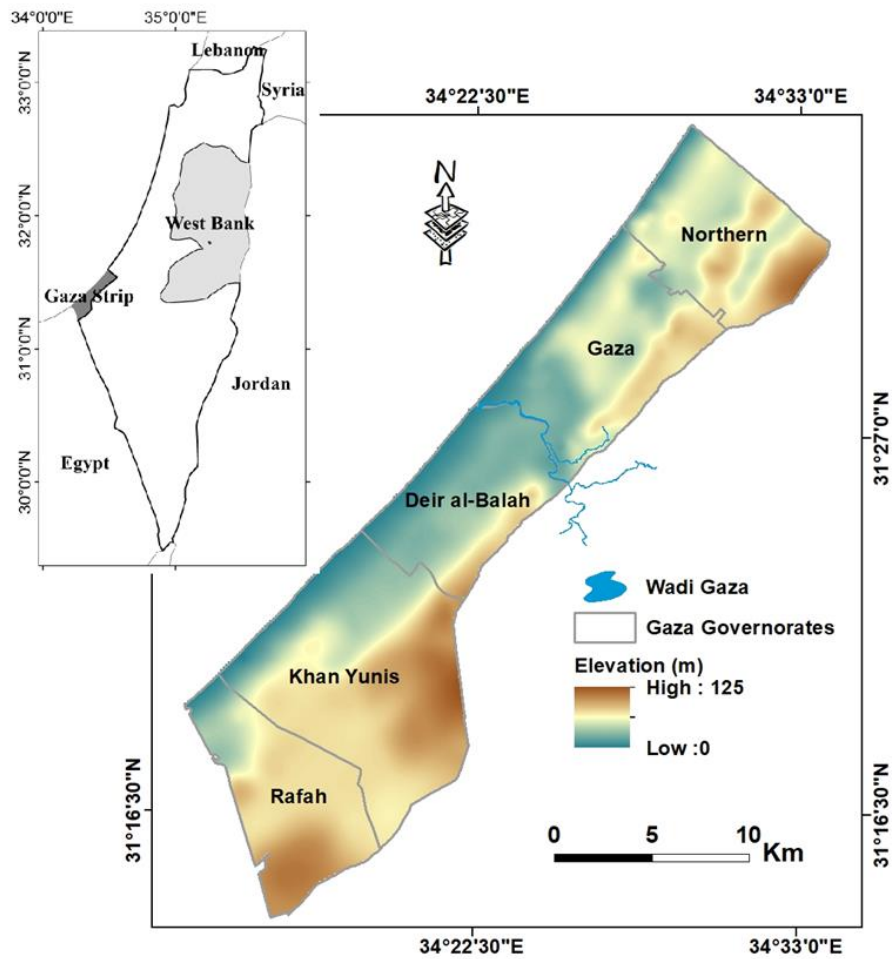 34°0'0"E
35°0'0"E
33°0'0"N
32°0'0"N
31°0'0"N
30°0'0"N
Lebanon
Syria
West Bank
Gaza Strip
Jordan
Egypt
34°22'30"E
34°33'0"E
N
Northern
Gaza
Deir al-Balah
Khan Yunis
Rafah
31°27'0"N
31°16'30"N
31°16'30"N
Wadi Gaza
Gaza Governorates
Elevation (m)
High : 125
Low :0
0 5 10
Km
34°22'30"E
34°33'0"E